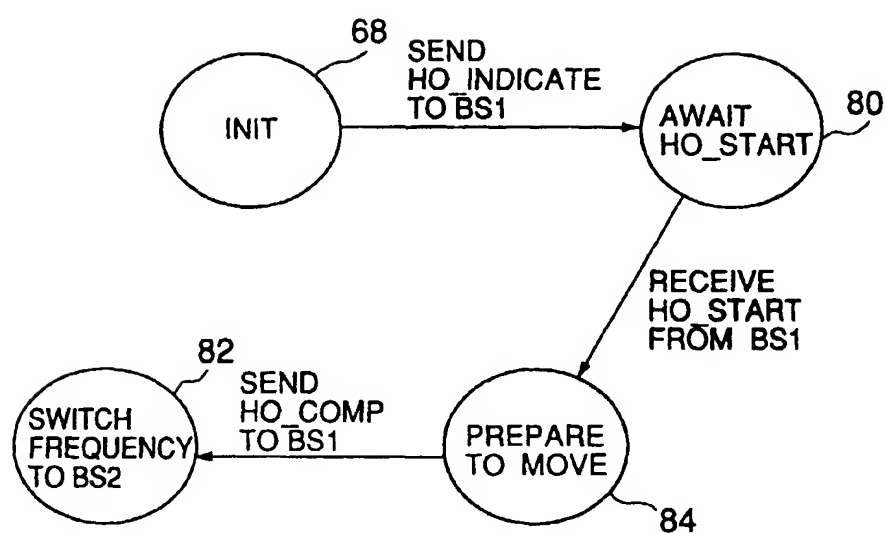 68
SEND
HO_INDICATE
TO BS1
INIT
AWAIT
HO_START
80
RECEIVE
HO_START
FROM BS1
82
SEND
HO_COMP
TO BS1
SWITCH
FREQUENCY
TO BS2
PREPARE
TO MOVE
84